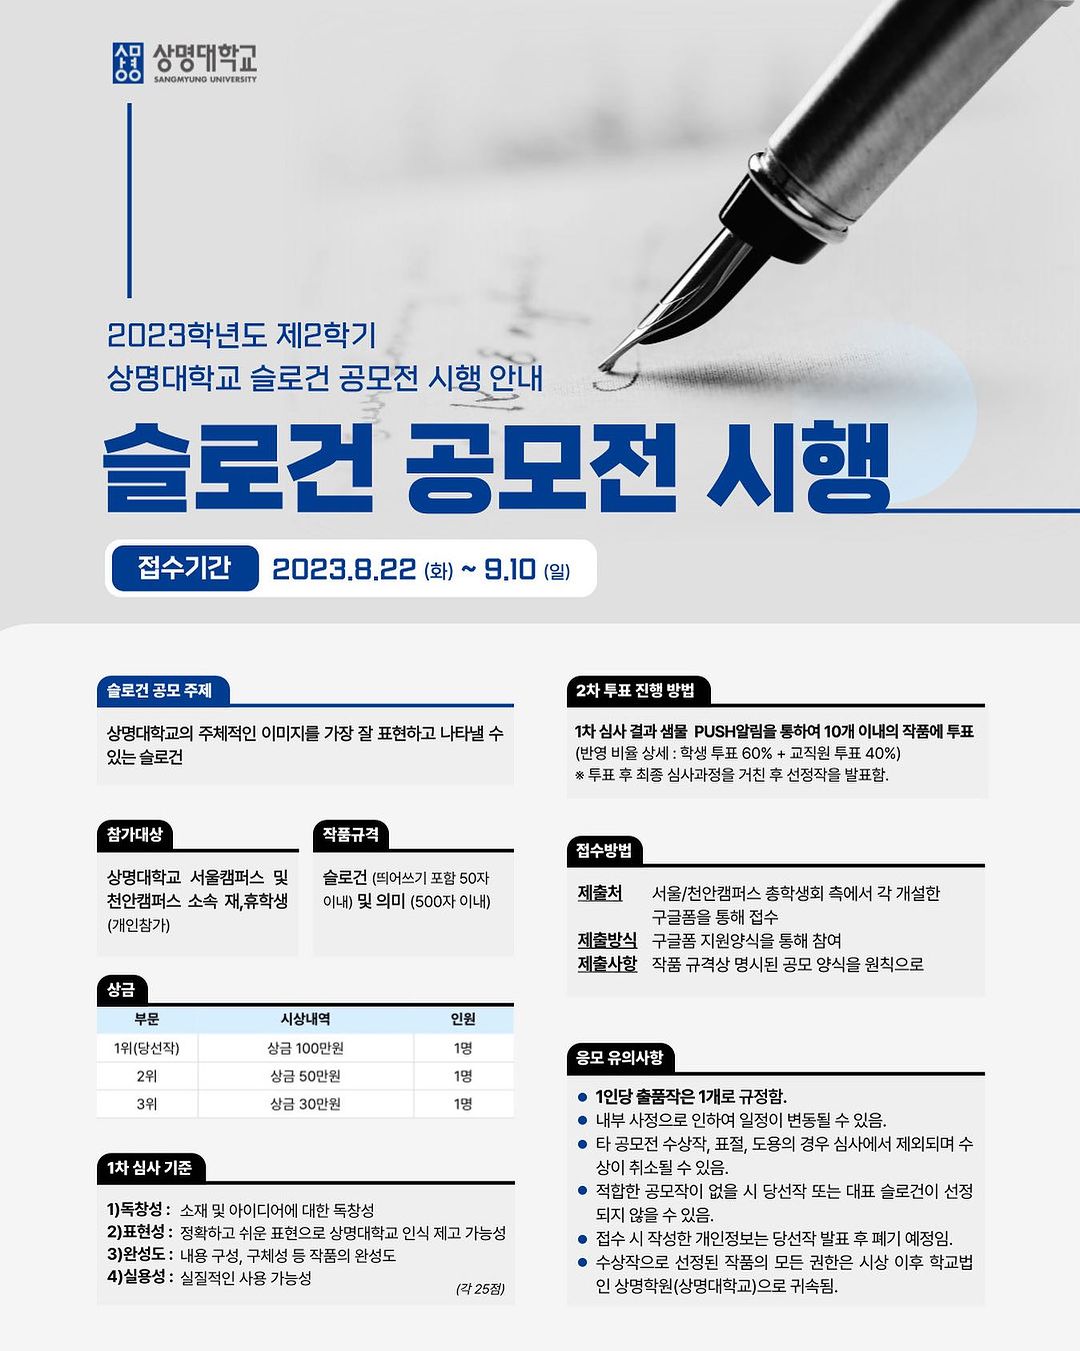 상명대학교
SANGMYUNG UNIVERSITY
2023학년도 제2학기
상명대학교 슬로건 공모전 시행 안내
슬로건 공모전 시행
접수기간 2023.8.22 (화) ~ 9.10 (일)
슬로건 공모 주제
상명대학교의 주체적인 이미지를 가장 잘 표현하고 나타낼 수
있는 슬로건
참가대상
상명대학교 서울캠퍼스 및
천안캠퍼스 소속 재,휴학생
(개인참가)
작품규격
슬로건 (띄어쓰기 포함 50자
이내) 및 의미 (500자 이내)
상금
부문 시상내역 인원
1위(당선작) 상금 100만원 1명
2위 상금 50만원 1명
3위 상금 30만원 1명
1차 심사 기준
1)독창성 : 소재 및 아이디어에 대한 독창성
2)표현성 : 정확하고 쉬운 표현으로 상명대학교 인식 제고 가능성
3)완성도 : 내용 구성, 구체성 등 작품의 완성도
4)실용성 : 실질적인 사용 가능성
(각 25점)
2차 투표 진행 방법
1차 심사 결과 샘물 PUSH알림을 통하여 10개 이내의 작품에 투표
(반영 비율 상세 : 학생 투표 60% + 교직원 투표 40%)
※ 투표 후 최종 심사과정을 거친 후 선정작을 발표함.
접수방법
제출처 서울/천안캠퍼스 총학생회 측에서 각 개설한
구글폼을 통해 접수
제출방식 구글폼 지원양식을 통해 참여
제출사항 작품 규격상 명시된 공모 양식을 원칙으로
응모 유의사항
● 1인당 출품작은 1개로 규정함.
● 내부 사정으로 인하여 일정이 변동될 수 있음.
● 타 공모전 수상작, 표절, 도용의 경우 심사에서 제외되며 수
상이 취소될 수 있음.
● 적합한 공모작이 없을 시 당선작 또는 대표 슬로건이 선정
되지 않을 수 있음.
● 접수 시 작성한 개인정보는 당선작 발표 후 폐기 예정임.
● 수상작으로 선정된 작품의 모든 권한은 시상 이후 학교법
인 상명학원(상명대학교)으로 귀속됨.